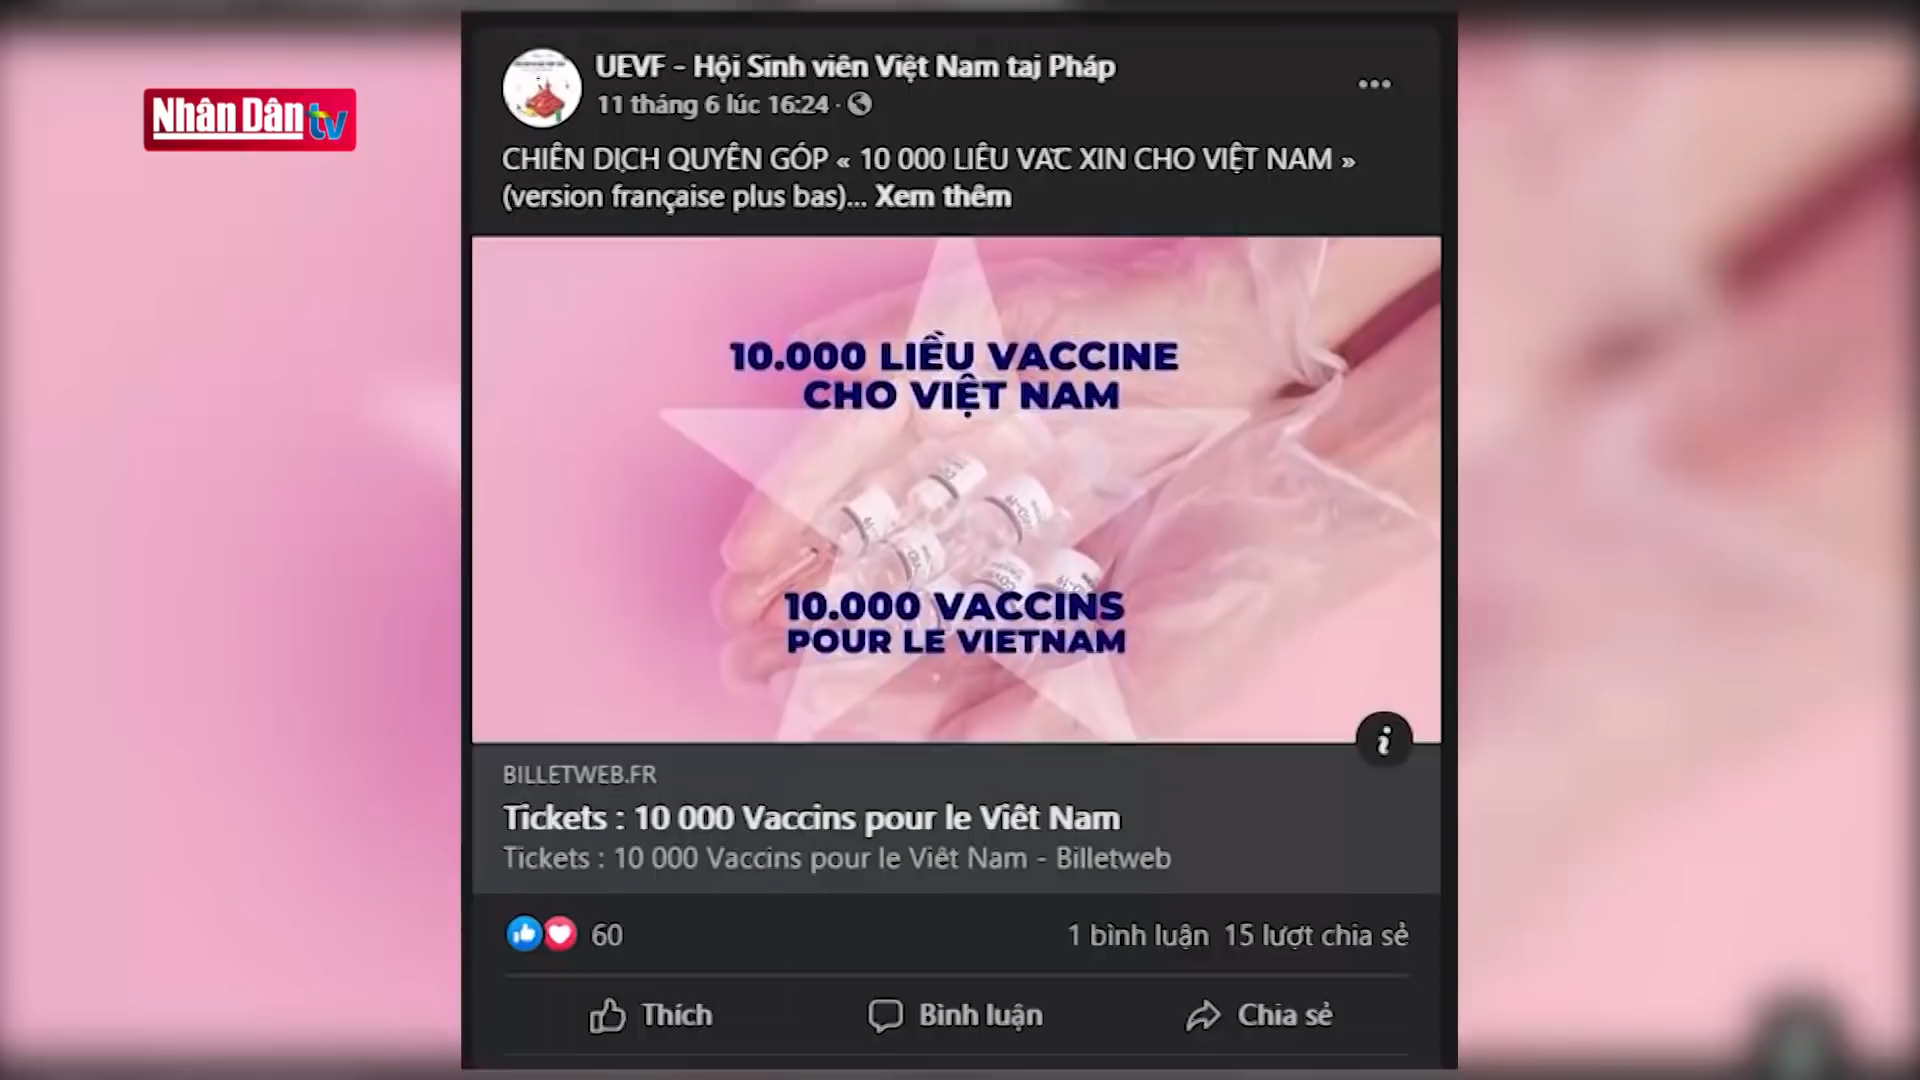 Nhân Dân tv
UEVF - Hội Sinh viên Việt Nam tại Pháp
11 tháng 6 lúc 16:24 ·
CHIẾN DỊCH QUYÊN GÓP « 10 000 LIỀU VẮC XIN CHO VIỆT NAM »
(version française plus bas)... Xem thêm
10.000 LIỀU VACCINE
CHO VIỆT NAM
10.000 VACCINS
POUR LE VIETNAM
BILLETWEB.FR
Tickets : 10 000 Vaccins pour le Viêt Nam
Tickets : 10 000 Vaccins pour le Viêt Nam - Billetweb
60
1 bình luận 15 lượt chia sẻ
Thích
Bình luận
Chia sẻ